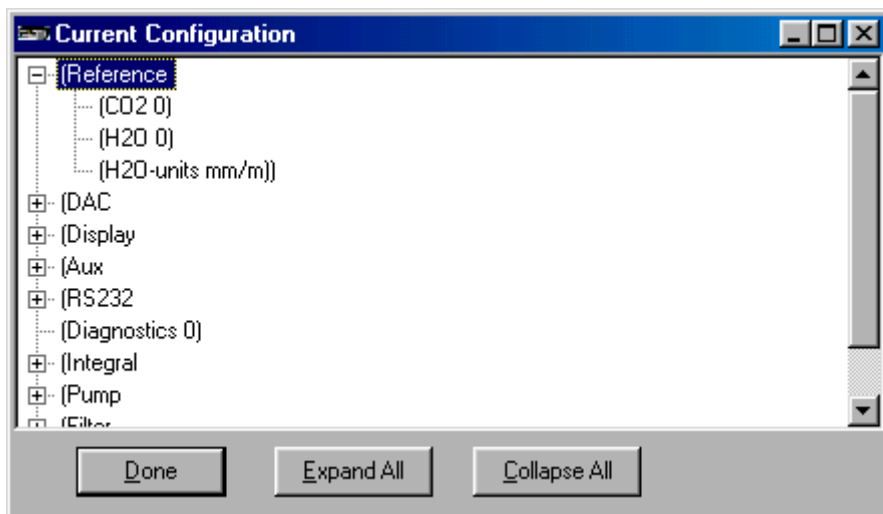 Current Configuration
(Reference
(CO2 0)
(H2O 0)
(H2O-units mm/m))
(DAC
(Display
(Aux
(RS232
(Diagnostics 0)
(Integral
(Pump
(Filter
Done Expand All Collapse All